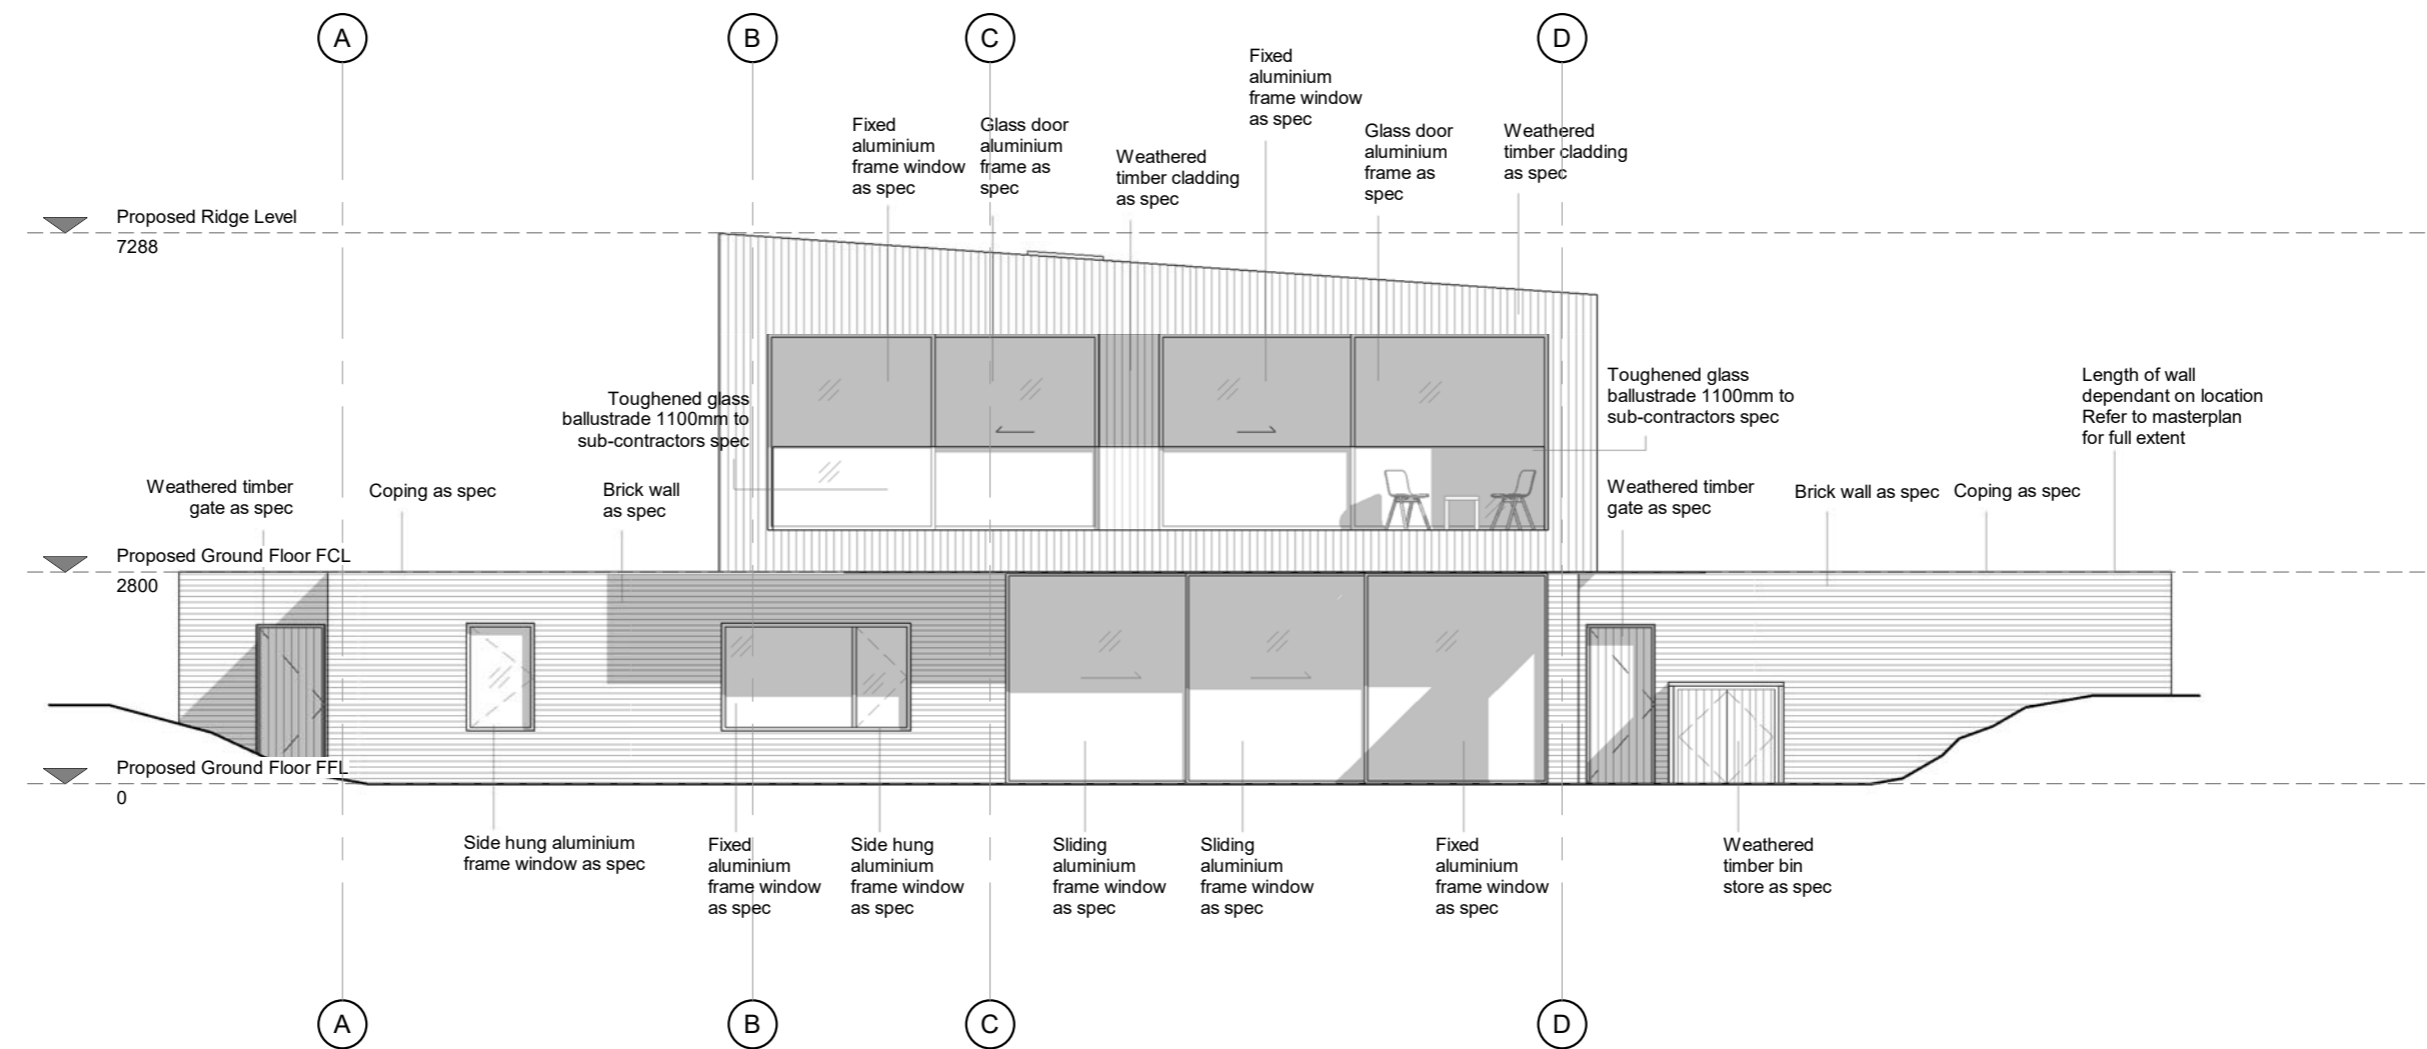 A
B
C
D
Fixed
aluminium
frame window
as spec
Glass door
aluminium
frame as
spec
Weathered
timber cladding
as spec
Fixed
aluminium
frame window
as spec
Glass door
aluminium
frame as
spec
Weathered
timber cladding
as spec
Proposed Ridge Level
7288
Toughened glass
ballustrade 1100mm to
sub-contractors spec
Toughened glass
ballustrade 1100mm to
sub-contractors spec
Length of wall
dependant on location
Refer to masterplan
for full extent
Weathered timber
gate as spec
Coping as spec
Brick wall
as spec
Weathered timber
gate as spec
Brick wall as spec
Coping as spec
Proposed Ground Floor FCL
2800
Proposed Ground Floor FFL
0
Side hung aluminium
frame window as spec
Fixed
aluminium
frame window
as spec
Side hung
aluminium
frame window
as spec
Sliding
aluminium
frame window
as spec
Sliding
aluminium
frame window
as spec
Fixed
aluminium
frame window
as spec
Weathered
timber bin
store as spec
A
B
C
D